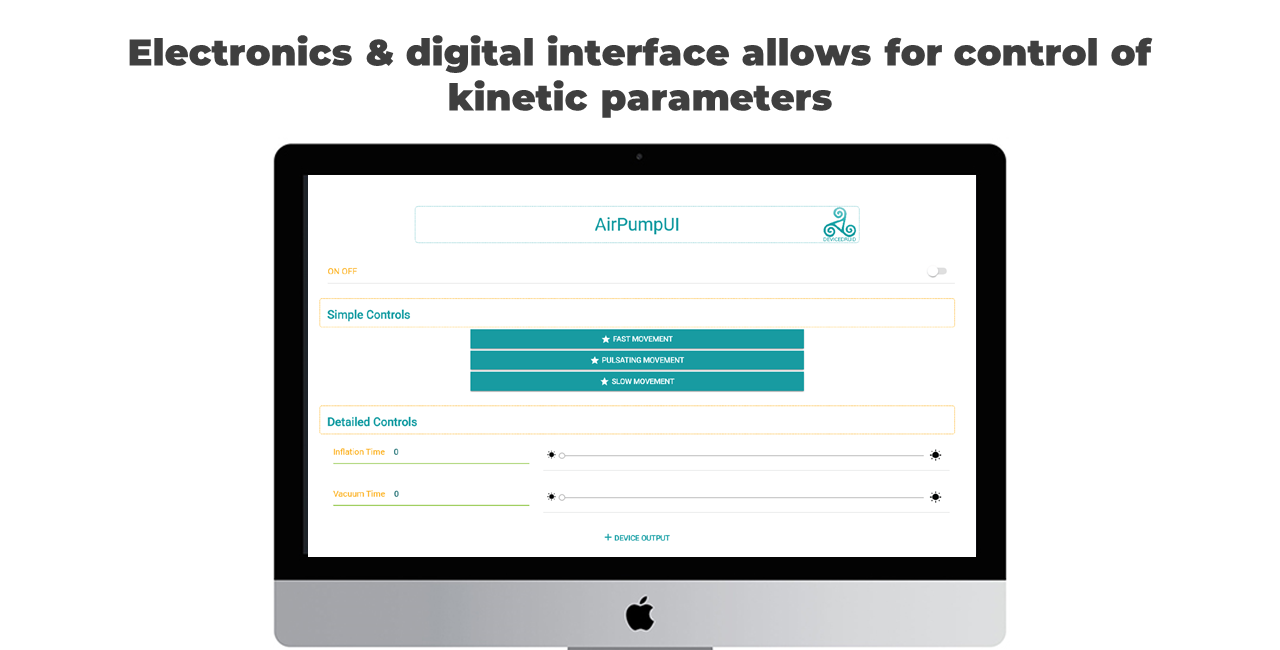 Electronics & digital interface allows for control of
kinetic parameters
AirPumpUI
DEVICEDROID
ON OFF
Simple Controls
FAST MOVEMENT
PULSATING MOVEMENT
SLOW MOVEMENT
Detailed Controls
Inflation Time 0
Vacuum Time 0
+ DEVICE OUTPUT